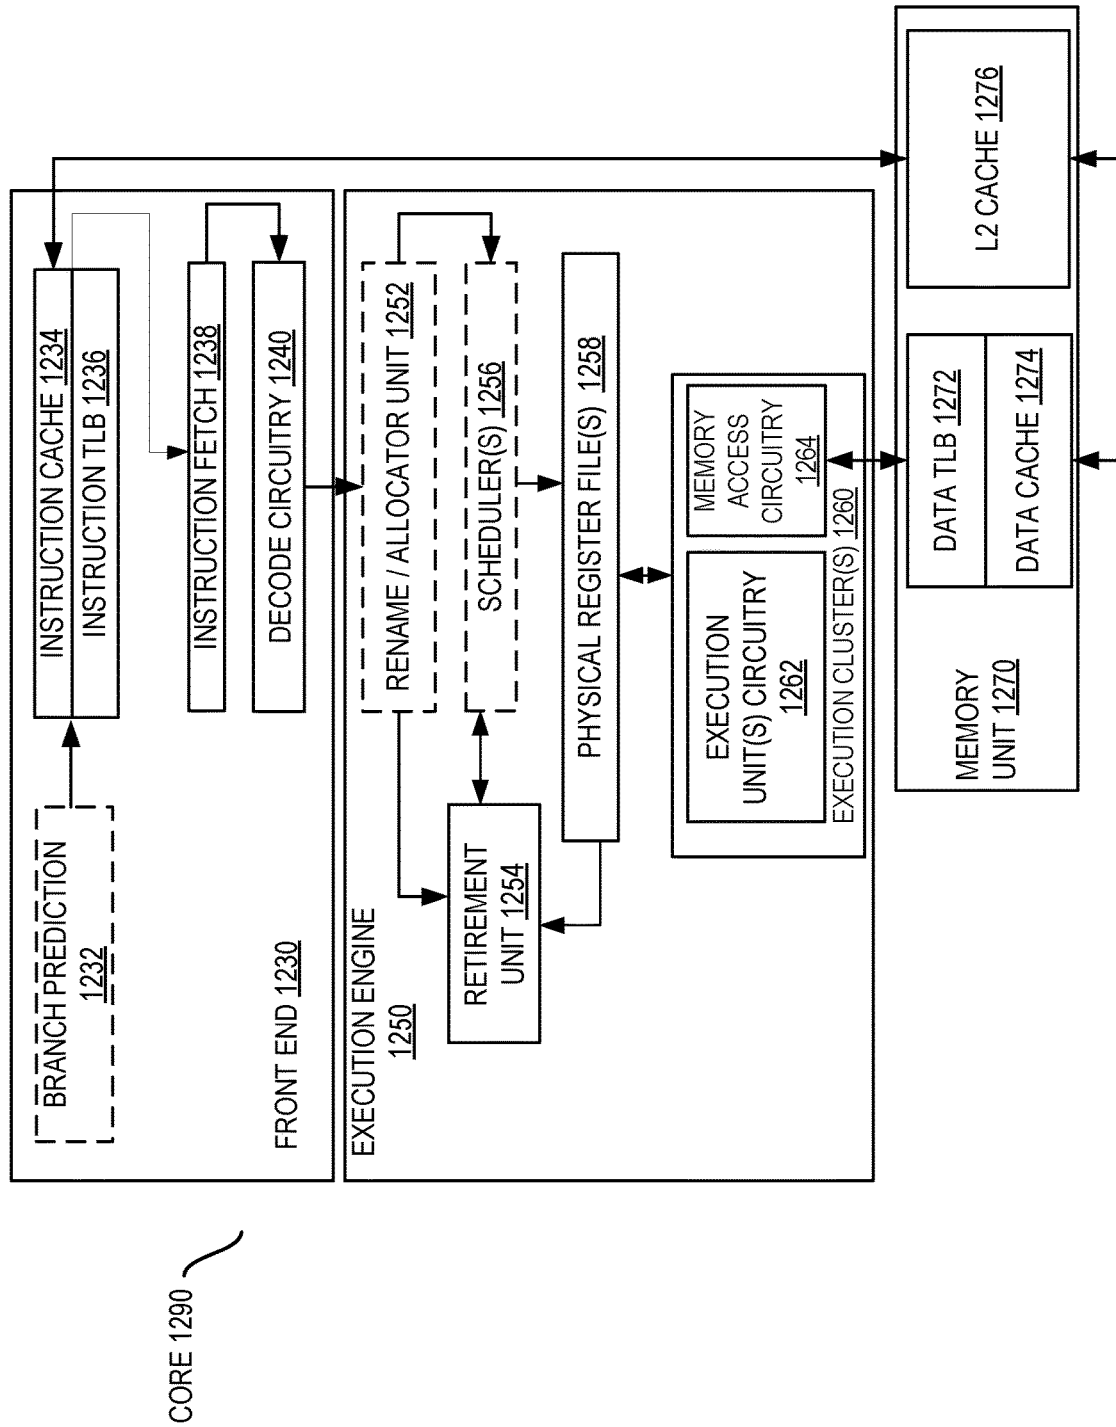 CORE 1290
FRONT END 1230
BRANCH PREDICTION
1232
INSTRUCTION CACHE 1234
INSTRUCTION TLB 1236
INSTRUCTION FETCH 1238
DECODE CIRCUITRY 1240
EXECUTION ENGINE
1250
RENAME / ALLOCATOR UNIT 1252
RETIREMENT
UNIT 1254
SCHEDULER(S) 1256
PHYSICAL REGISTER FILE(S) 1258
EXECUTION
UNIT(S) CIRCUITRY
1262
MEMORY
ACCESS
CIRCUITRY
1264
EXECUTION CLUSTER(S) 1260
MEMORY
UNIT 1270
DATA TLB 1272
DATA CACHE 1274
L2 CACHE 1276